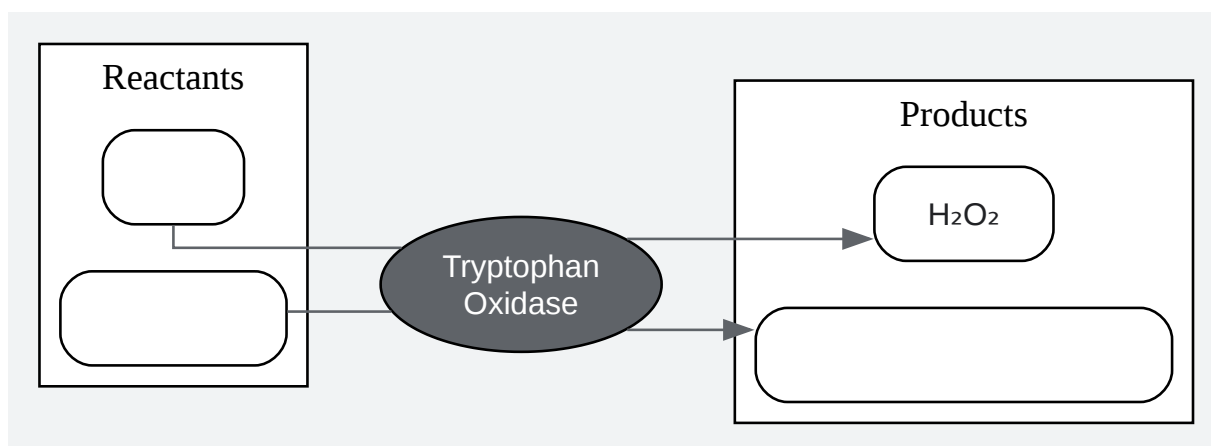 Reactants
Products
H₂O₂
Tryptophan
Oxidase